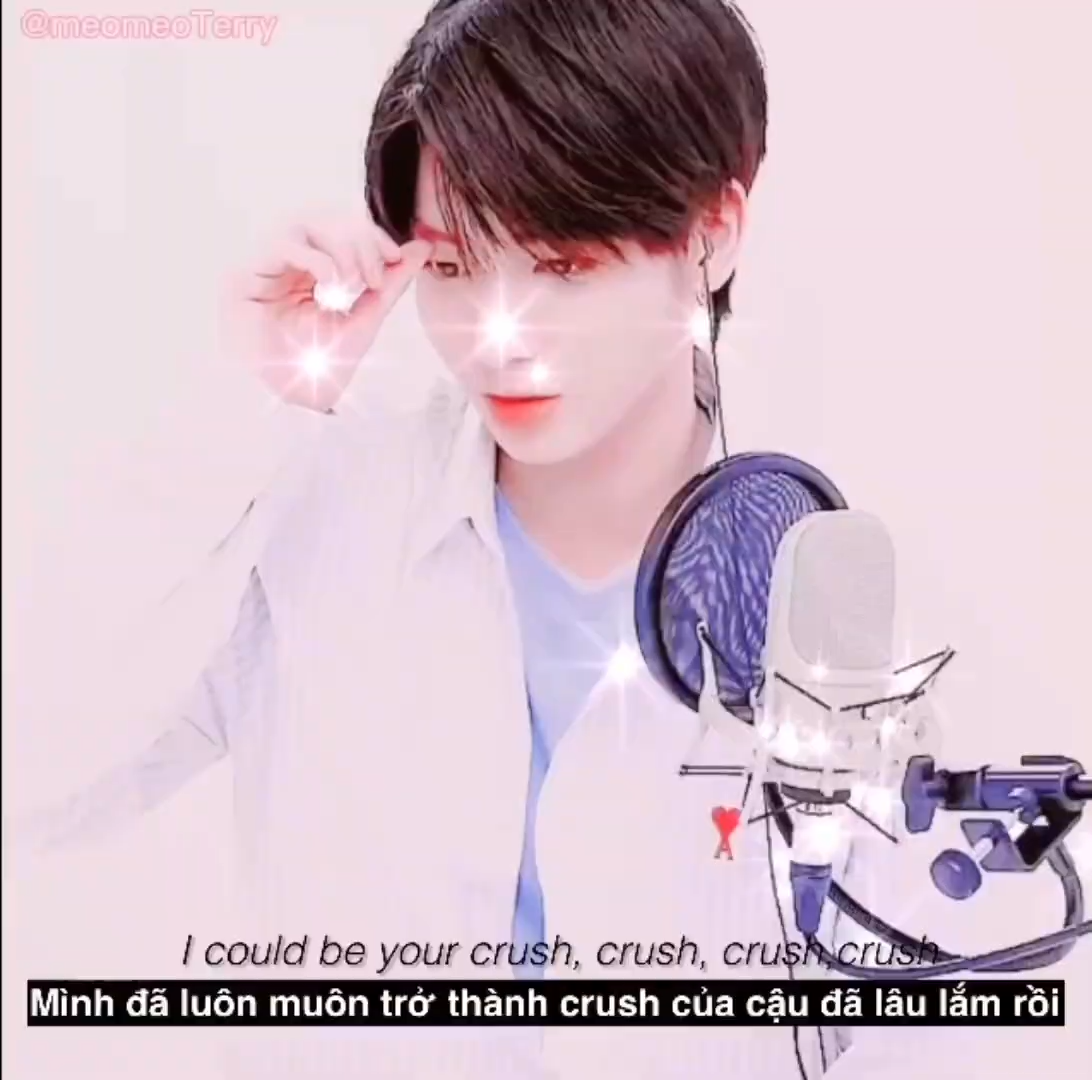 @meomeoTerry
A
I could be your crush, crush, crush,crush
Mình đã luôn muôn trở thành crush của cậu đã lâu lắm rồi